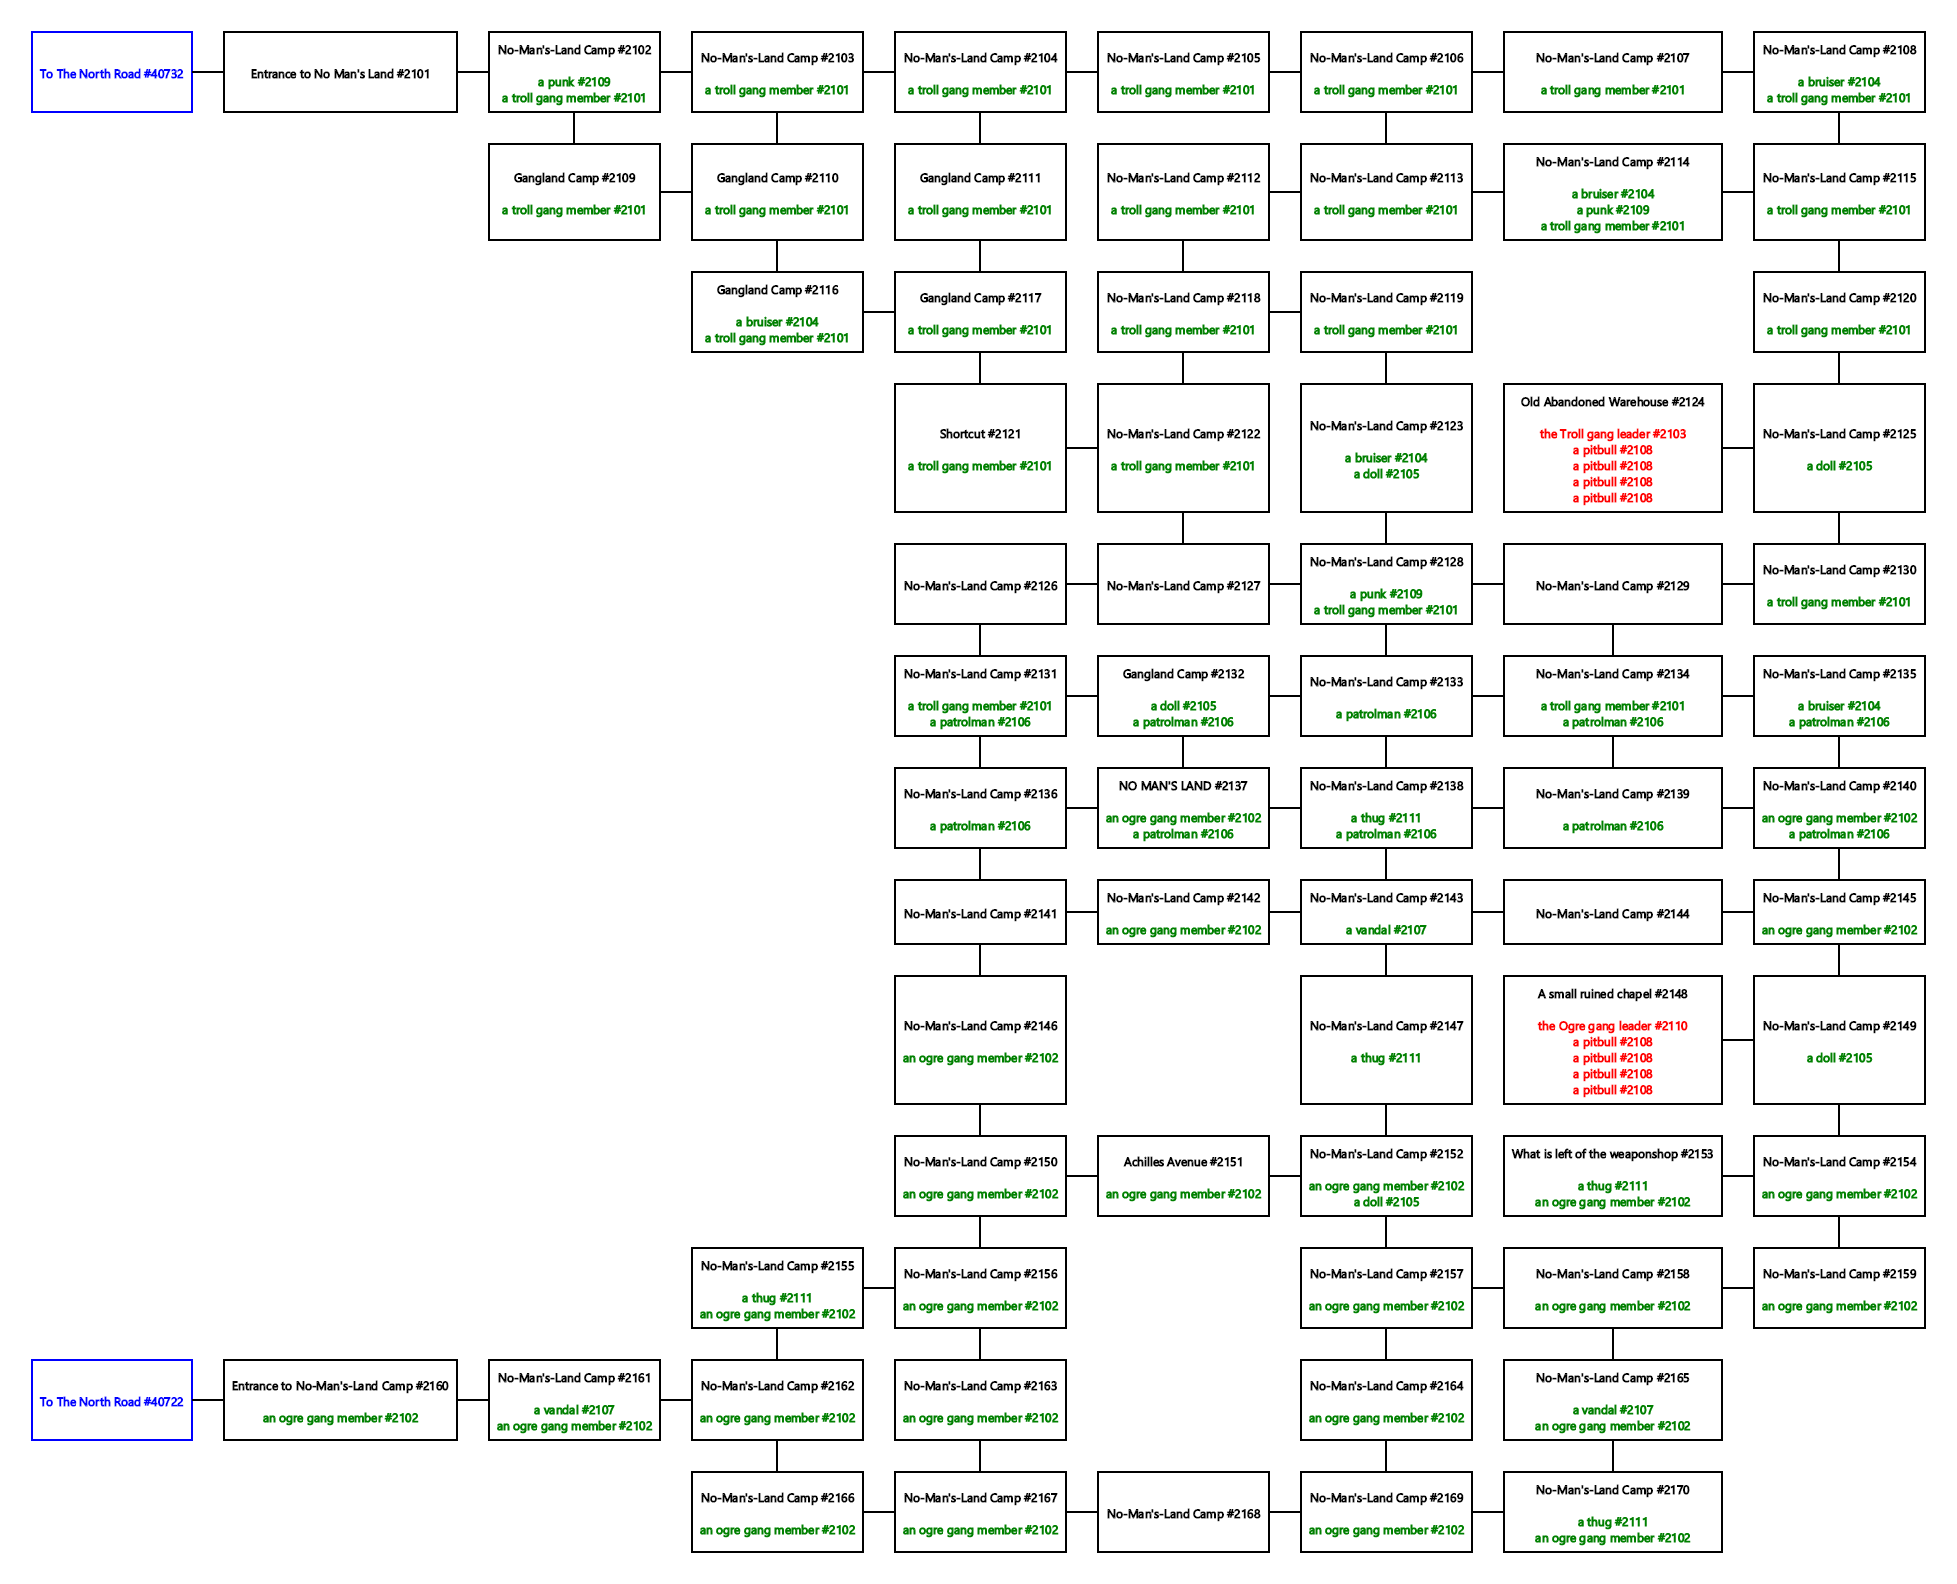 To The North Road #40732
Entrance to No Man's Land #2101
No-Man's-Land Camp #2102
a punk #2109
a troll gang member #2101
No-Man's-Land Camp #2103
a troll gang member #2101
No-Man's-Land Camp #2104
a troll gang member #2101
No-Man's-Land Camp #2105
a troll gang member #2101
No-Man's-Land Camp #2106
a troll gang member #2101
No-Man's-Land Camp #2107
a troll gang member #2101
No-Man's-Land Camp #2108
a bruiser #2104
a troll gang member #2101
Gangland Camp #2109
a troll gang member #2101
Gangland Camp #2110
a troll gang member #2101
Gangland Camp #2111
a troll gang member #2101
No-Man's-Land Camp #2112
a troll gang member #2101
No-Man's-Land Camp #2113
a troll gang member #2101
No-Man's-Land Camp #2114
a bruiser #2104
a punk #2109
a troll gang member #2101
No-Man's-Land Camp #2115
a troll gang member #2101
Gangland Camp #2116
a bruiser #2104
a troll gang member #2101
Gangland Camp #2117
a troll gang member #2101
No-Man's-Land Camp #2118
a troll gang member #2101
No-Man's-Land Camp #2119
a troll gang member #2101
No-Man's-Land Camp #2120
a troll gang member #2101
Shortcut #2121
a troll gang member #2101
No-Man's-Land Camp #2122
a troll gang member #2101
No-Man's-Land Camp #2123
a bruiser #2104
a doll #2105
Old Abandoned Warehouse #2124
the Troll gang leader #2103
a pitbull #2108
a pitbull #2108
a pitbull #2108
a pitbull #2108
No-Man's-Land Camp #2125
a doll #2105
No-Man's-Land Camp #2126
No-Man's-Land Camp #2127
No-Man's-Land Camp #2128
a punk #2109
a troll gang member #2101
No-Man's-Land Camp #2129
No-Man's-Land Camp #2130
a troll gang member #2101
No-Man's-Land Camp #2131
a troll gang member #2101
a patrolman #2106
Gangland Camp #2132
a doll #2105
a patrolman #2106
No-Man's-Land Camp #2133
a patrolman #2106
No-Man's-Land Camp #2134
a troll gang member #2101
a patrolman #2106
No-Man's-Land Camp #2135
a bruiser #2104
a patrolman #2106
No-Man's-Land Camp #2136
a patrolman #2106
NO MAN'S LAND #2137
an ogre gang member #2102
a patrolman #2106
No-Man's-Land Camp #2138
a thug #2111
a patrolman #2106
No-Man's-Land Camp #2139
a patrolman #2106
No-Man's-Land Camp #2140
an ogre gang member #2102
a patrolman #2106
No-Man's-Land Camp #2141
No-Man's-Land Camp #2142
an ogre gang member #2102
No-Man's-Land Camp #2143
a vandal #2107
No-Man's-Land Camp #2144
No-Man's-Land Camp #2145
an ogre gang member #2102
No-Man's-Land Camp #2146
an ogre gang member #2102
No-Man's-Land Camp #2147
a thug #2111
A small ruined chapel #2148
the Ogre gang leader #2110
a pitbull #2108
a pitbull #2108
a pitbull #2108
a pitbull #2108
No-Man's-Land Camp #2149
a doll #2105
No-Man's-Land Camp #2150
an ogre gang member #2102
Achilles Avenue #2151
an ogre gang member #2102
No-Man's-Land Camp #2152
an ogre gang member #2102
a doll #2105
What is left of the weaponshop #2153
a thug #2111
an ogre gang member #2102
No-Man's-Land Camp #2154
an ogre gang member #2102
No-Man's-Land Camp #2155
a thug #2111
an ogre gang member #2102
No-Man's-Land Camp #2156
an ogre gang member #2102
No-Man's-Land Camp #2157
an ogre gang member #2102
No-Man's-Land Camp #2158
an ogre gang member #2102
No-Man's-Land Camp #2159
an ogre gang member #2102
To The North Road #40722
Entrance to No-Man's-Land Camp #2160
an ogre gang member #2102
No-Man's-Land Camp #2161
a vandal #2107
an ogre gang member #2102
No-Man's-Land Camp #2162
an ogre gang member #2102
No-Man's-Land Camp #2163
an ogre gang member #2102
No-Man's-Land Camp #2164
an ogre gang member #2102
No-Man's-Land Camp #2165
a vandal #2107
an ogre gang member #2102
No-Man's-Land Camp #2166
an ogre gang member #2102
No-Man's-Land Camp #2167
an ogre gang member #2102
No-Man's-Land Camp #2168
No-Man's-Land Camp #2169
an ogre gang member #2102
No-Man's-Land Camp #2170
a thug #2111
an ogre gang member #2102